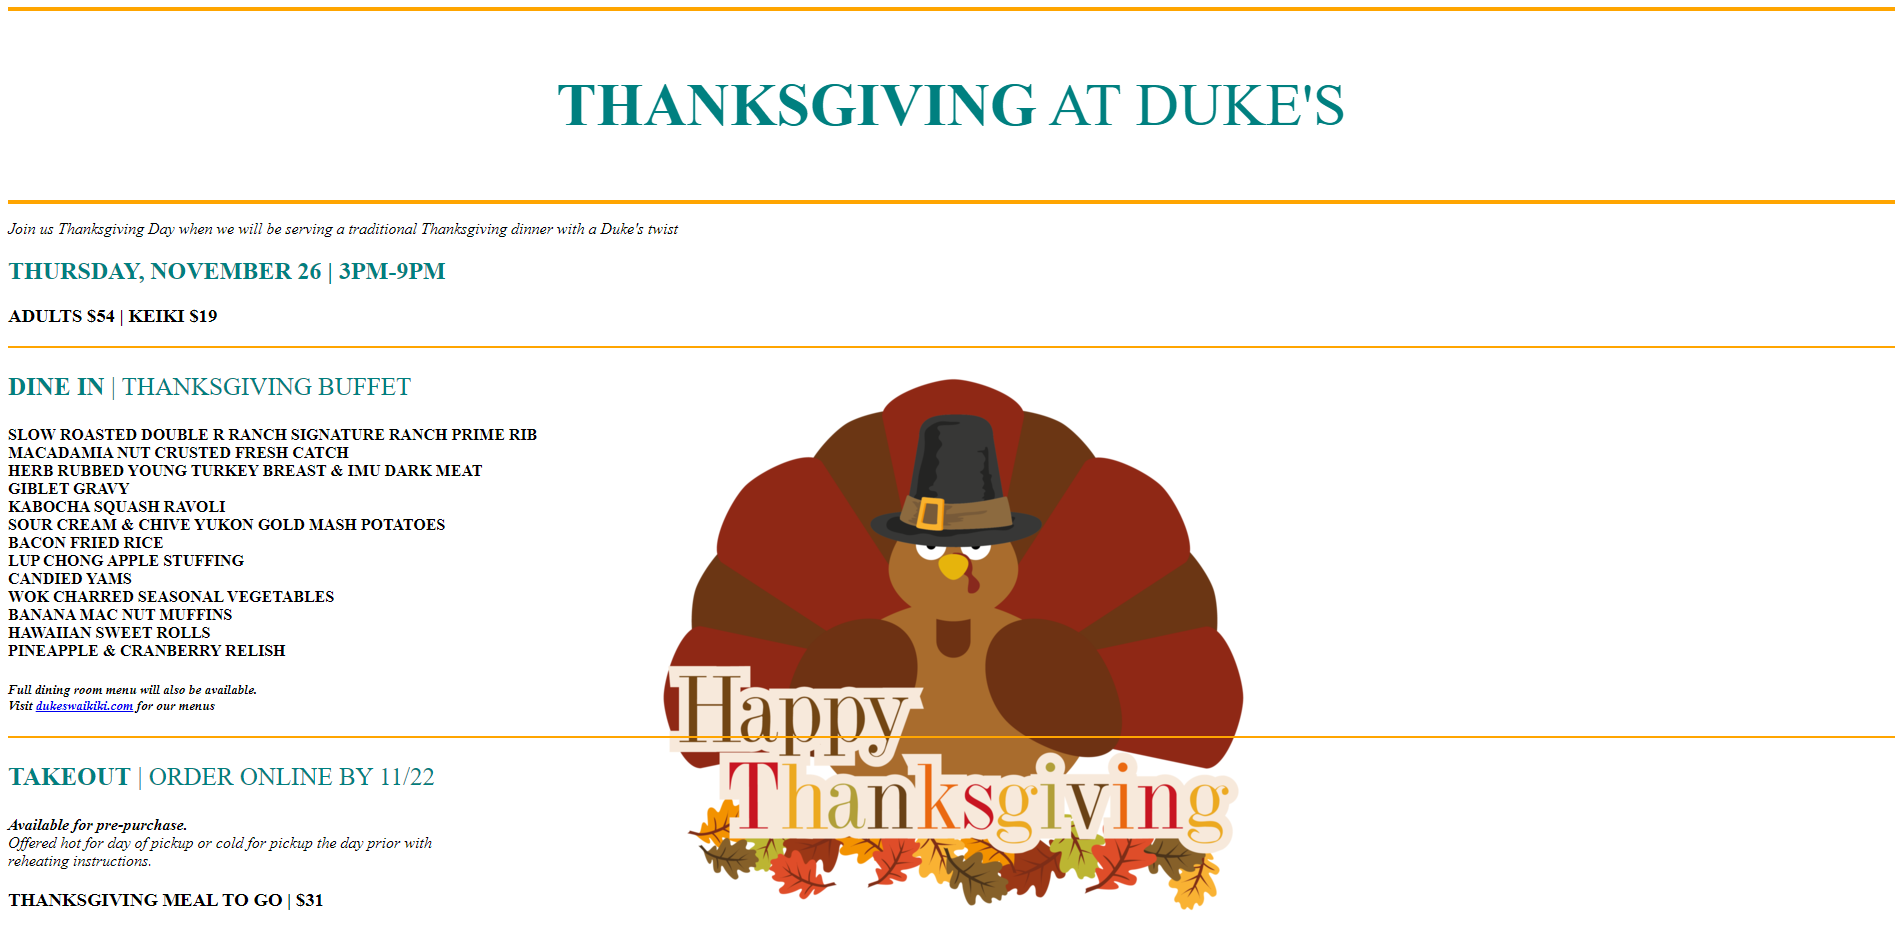 THANKSGIVING AT DUKE'S
Join us Thanksgiving Day when we will be serving a traditional Thanksgiving dinner with a Duke's twist
THURSDAY, NOVEMBER 26 | 3PM-9PM
ADULTS $54 | KEIKI $19
DINE IN | THANKSGIVING BUFFET
SLOW ROASTED DOUBLE R RANCH SIGNATURE RANCH PRIME RIB
MACADAMIA NUT CRUSTED FRESH CATCH
HERB RUBBED YOUNG TURKEY BREAST & IMU DARK MEAT
GIBLET GRAVY
KABOCHA SQUASH RAVOLI
SOUR CREAM & CHIVE YUKON GOLD MASH POTATOES
BACON FRIED RICE
LUP CHONG APPLE STUFFING
CANDIED YAMS
WOK CHARRED SEASONAL VEGETABLES
BANANA MAC NUT MUFFINS
HAWAIIAN SWEET ROLLS
PINEAPPLE & CRANBERRY RELISH
Full dining room menu will also be available.
Visit dukeswaikiki.com for our menus
Happy
Thanksgiving
TAKEOUT | ORDER ONLINE BY 11/22
Available for pre-purchase.
Offered hot for day of pickup or cold for pickup the day prior with
reheating instructions.
THANKSGIVING MEAL TO GO | $31